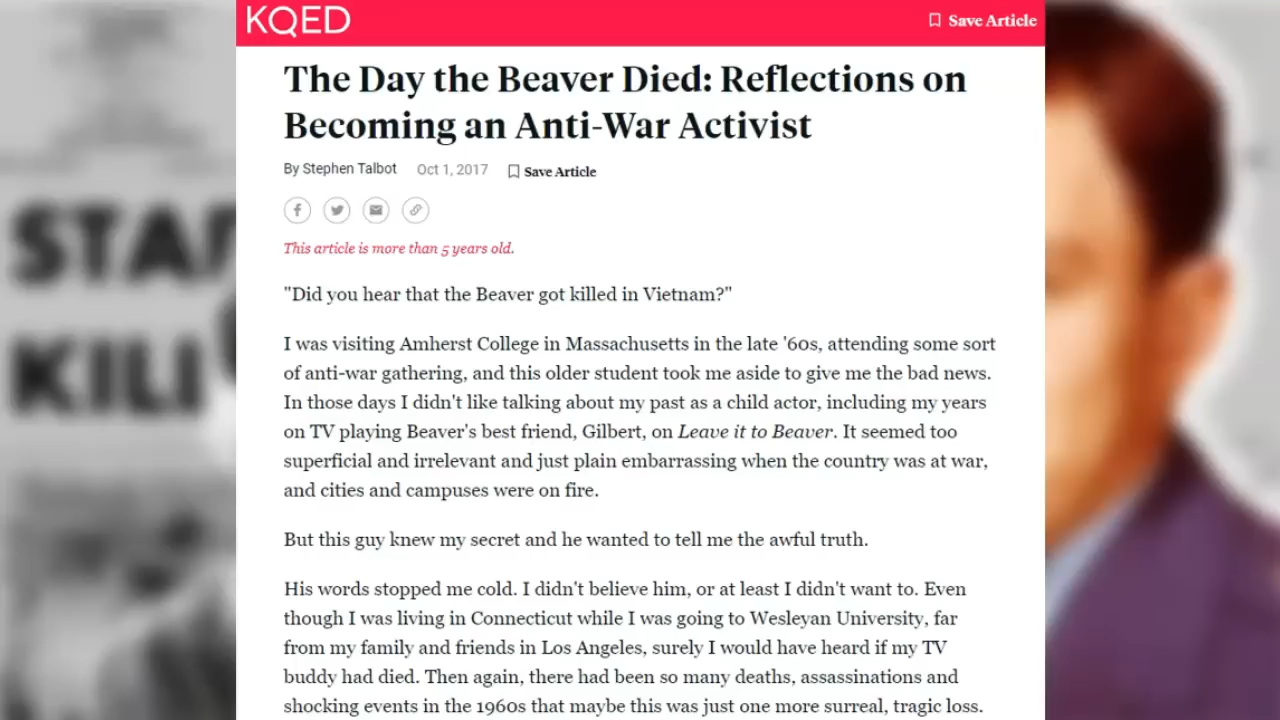 KQED
Save Article
The Day the Beaver Died: Reflections on
Becoming an Anti-War Activist
By Stephen Talbot Oct 1, 2017 Save Article
This article is more than 5 years old.
"Did you hear that the Beaver got killed in Vietnam?"
I was visiting Amherst College in Massachusetts in the late '60s, attending some sort
of anti-war gathering, and this older student took me aside to give me the bad news.
In those days I didn't like talking about my past as a child actor, including my years
on TV playing Beaver's best friend, Gilbert, on Leave it to Beaver. It seemed too
superficial and irrelevant and just plain embarrassing when the country was at war,
and cities and campuses were on fire.
But this guy knew my secret and he wanted to tell me the awful truth.
His words stopped me cold. I didn't believe him, or at least I didn't want to. Even
though I was living in Connecticut while I was going to Wesleyan University, far
from my family and friends in Los Angeles, surely I would have heard if my TV
buddy had died. Then again, there had been so many deaths, assassinations and
shocking events in the 1960s that maybe this was just one more surreal, tragic loss.